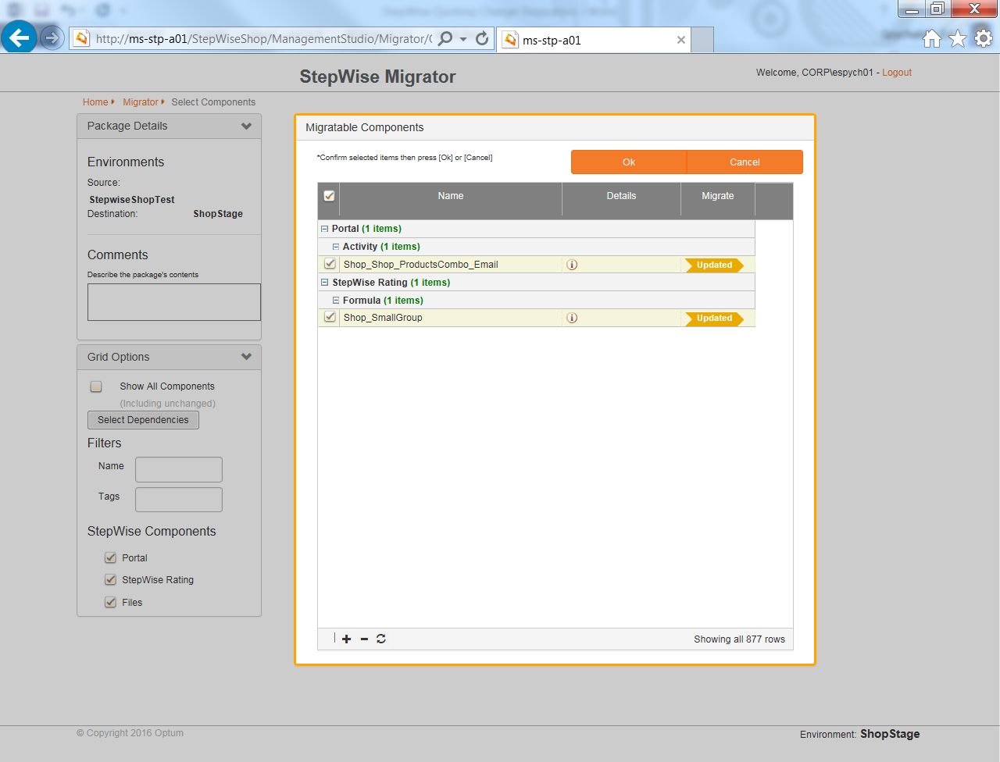 http://ms-stp-a01/StepWiseShop/ManagementStudio/Migrator/
ms-stp-a01
StepWise Migrator
Welcome, CORP\espych01 - Logout
Home Migrator Select Components
Package Details
Environments
Source:
StepwiseShopTest
Destination: ShopStage
Comments
Describe the package's contents
Grid Options
Show All Components
(Including unchanged)
Select Dependencies
Filters
Name
Tags
StepWise Components
Portal
StepWise Rating
Files
Migratable Components
*Confirm selected items then press [Ok] or [Cancel]
Ok Cancel
Name Details Migrate
Portal (1 items)
Activity (1 items)
Shop_Shop_ProductsCombo_Email Updated
StepWise Rating (1 items)
Formula (1 items)
Shop_SmallGroup Updated
Showing all 877 rows
© Copyright 2016 Optum
Environment: ShopStage